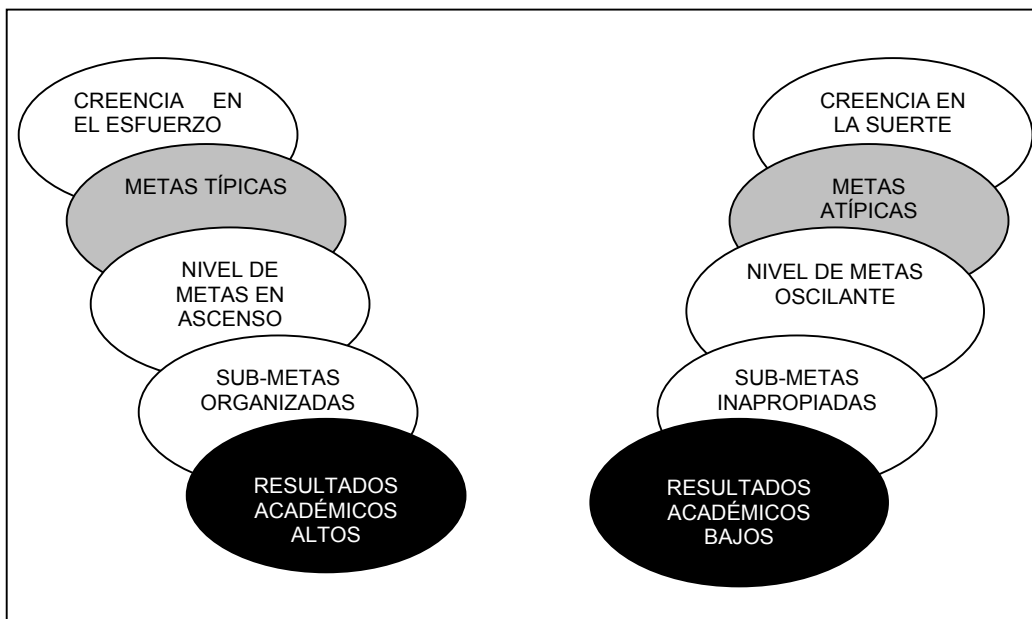 CREENCIA EN
EL ESFUERZO
METAS TÍPICAS
NIVEL DE
METAS EN
ASCENSO
SUB-METAS
ORGANIZADAS
RESULTADOS
ACADÉMICOS
ALTOS
CREENCIA EN
LA SUERTE
METAS
ATÍPICAS
NIVEL DE METAS
OSCILANTE
SUB-METAS
INAPROPIADAS
RESULTADOS
ACADÉMICOS
BAJOS